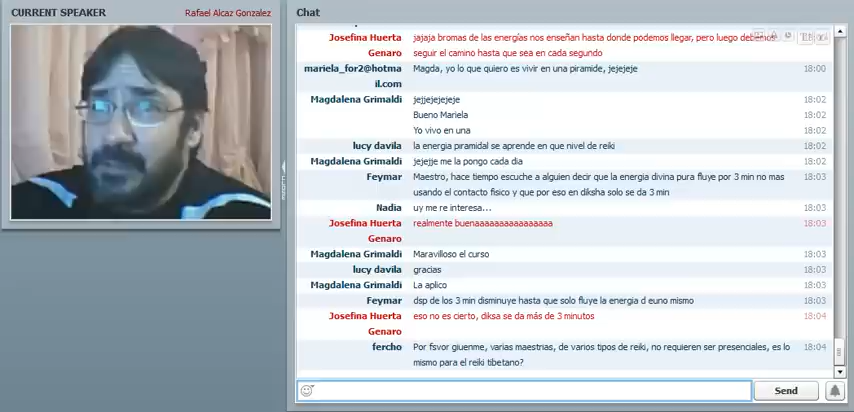 CURRENT SPEAKER
Rafael Alcaz Gonzalez
Chat
Josefina Huerta jajaja bromas de las energías nos enseñan hasta donde podemos llegar, pero luego debemos
Genaro seguir el camino hasta que sea en cada segundo
mariela_for2@hotma Magda, yo lo que quiero es vivir en una piramide, jejejeje 18:00
il.com
Magdalena Grimaldi jejjejejejeje 18:02
Bueno Mariela 18:02
Yo vivo en una 18:02
lucy davila la energia piramidal se aprende en que nivel de reiki 18:02
Magdalena Grimaldi jejejje me la pongo cada dia 18:02
Feymar Maestro, hace tiempo escuche a alguien decir que la energia divina pura fluye por 3 min no mas 18:03
usando el contacto fisico y que por eso en diksha solo se da 3 min
Nadia uy me re interesa... 18:03
Josefina Huerta realmente buenaaaaaaaaaaaaaaaa 18:03
Genaro
Magdalena Grimaldi Maravilloso el curso 18:03
lucy davila gracias 18:03
Magdalena Grimaldi La aplico 18:03
Feymar dsp de los 3 min disminuye hasta que solo fluye la energia d euno mismo 18:03
Josefina Huerta eso no es cierto, diksa se da más de 3 minutos 18:04
Genaro
fercho Por fsvor giuenme, varias maestrias, de varios tipos de reiki, no requieren ser presenciales, es lo 18:04
mismo para el reiki tibetano?
Send